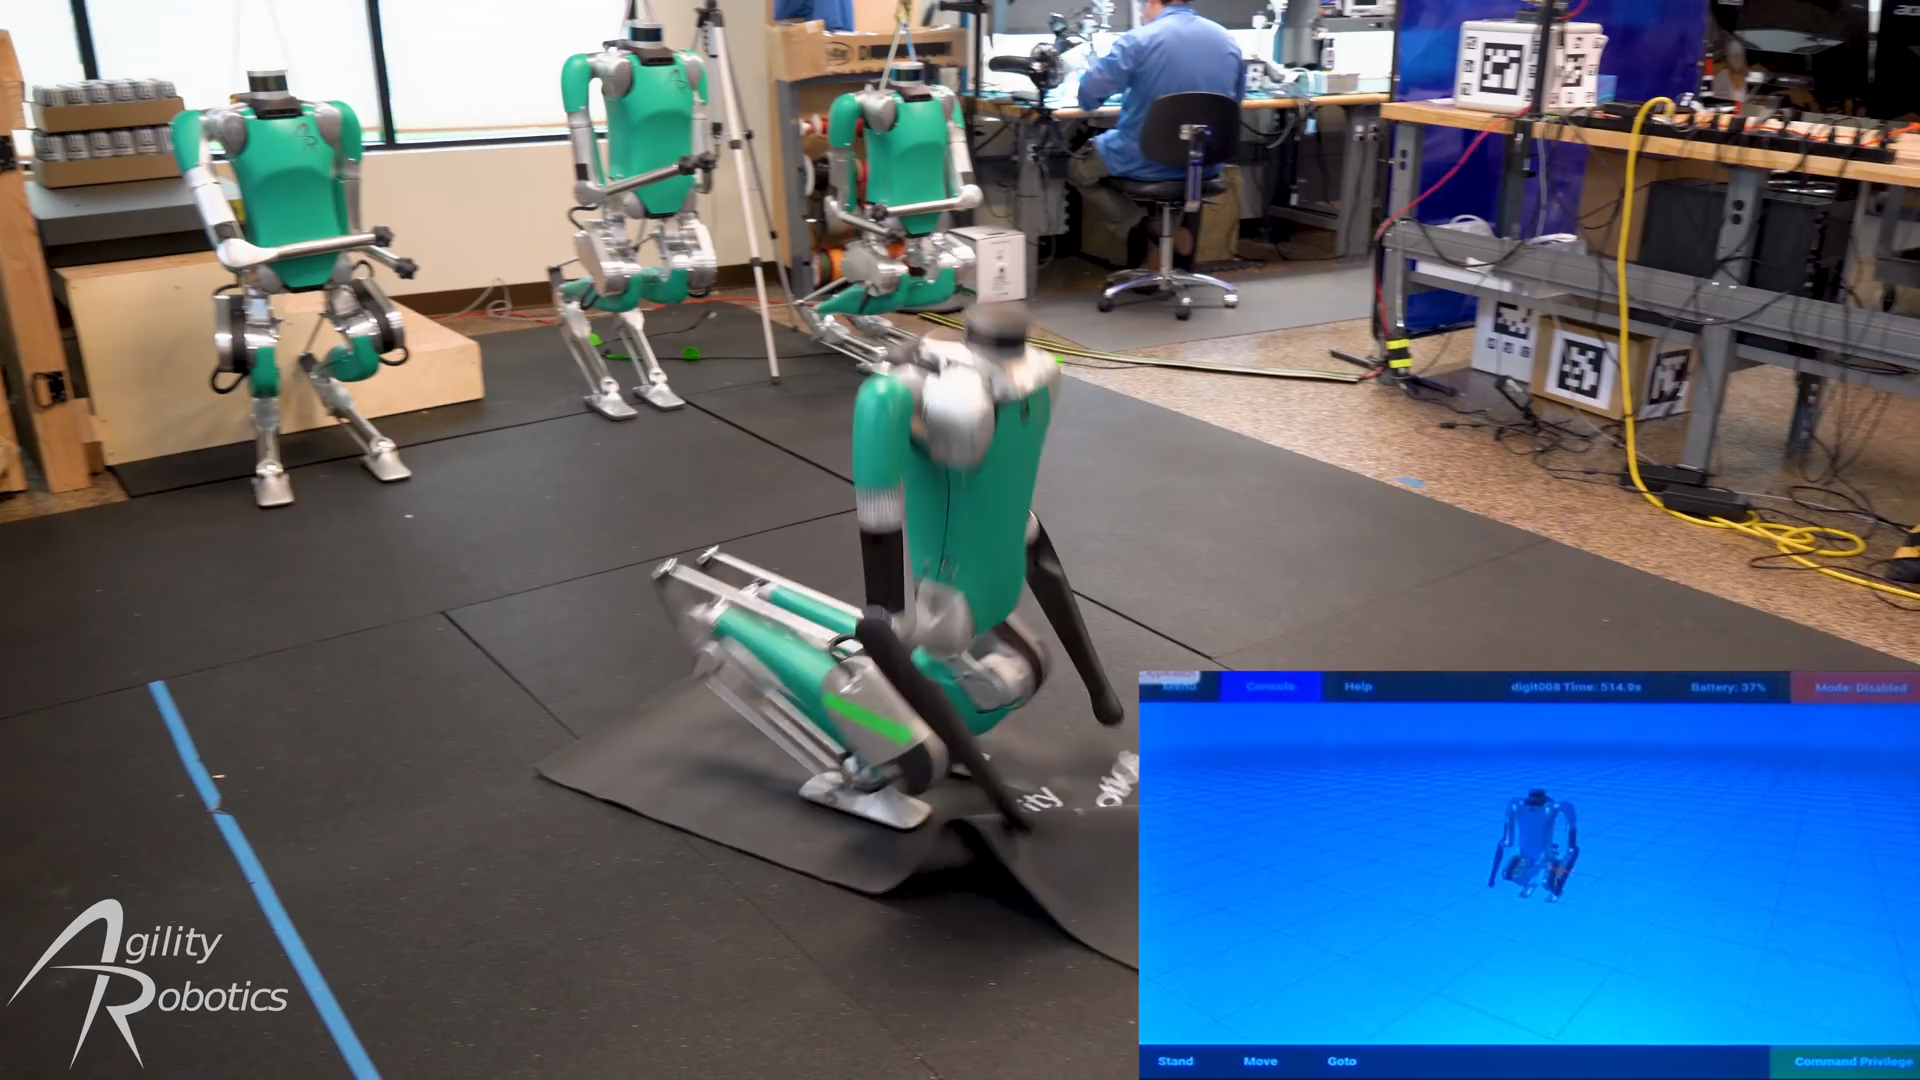 Menu
Console
Help
digit008 Time: 514.9s
Battery: 37%
Mode: Disabled
Agility
Robotics
Stand
Move
Goto
Command Privilege